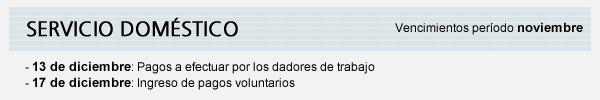 SERVICIO DOMÉSTICO
Vencimientos período noviembre
- 13 de diciembre: Pagos a efectuar por los dadores de trabajo
- 17 de diciembre: Ingreso de pagos voluntarios